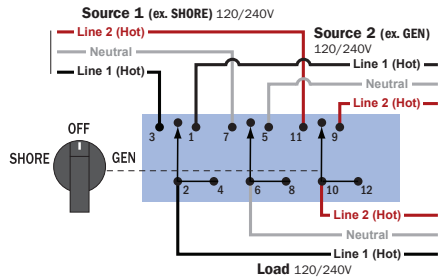 Source 1 (ex. SHORE) 120/240V
Line 2 (Hot)
Neutral
Line 1 (Hot)
Source 2 (ex. GEN)
120/240V
Line 1 (Hot)
Neutral
Line 2 (Hot)
3 1 7 5 11 9
OFF
SHORE GEN
2 4 6 8 10 12
Line 2 (Hot)
Neutral
Line 1 (Hot)
Load 120/240V